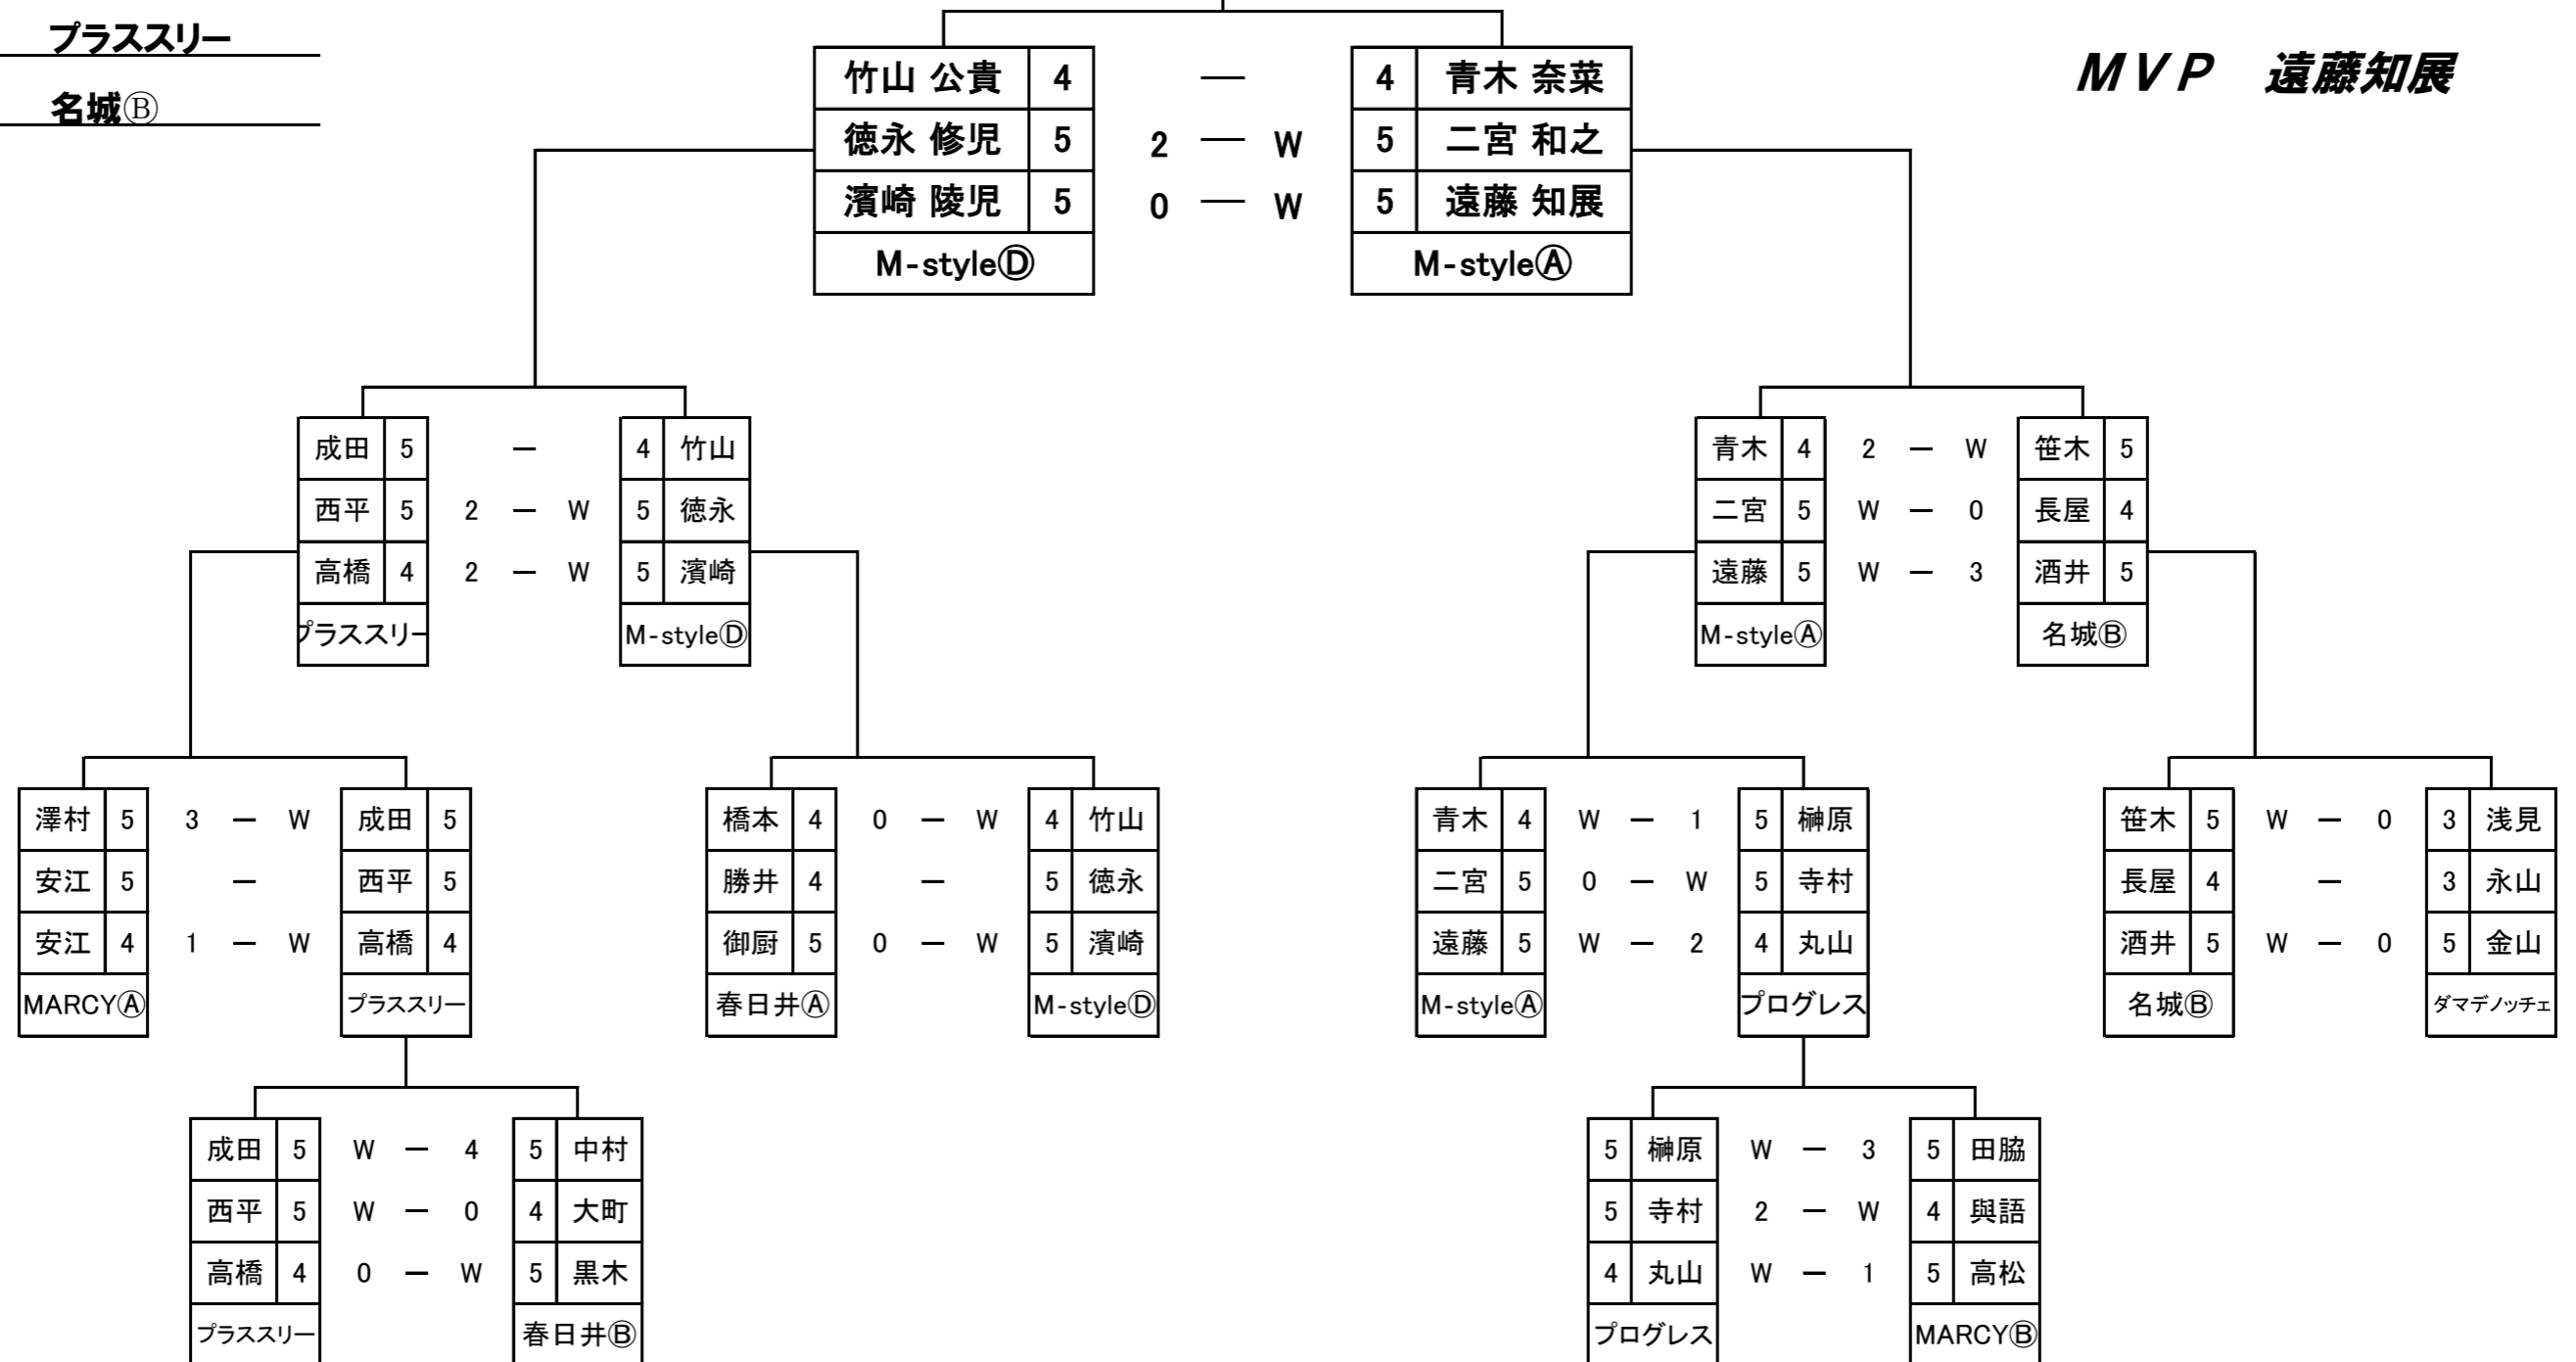 プラススリー
名城Ⓑ
MVP 遠藤知展
竹山 公貴 4 — 4 青木 奈菜
徳永 修児 5 2 — W 5 二宮 和之
濱崎 陵児 5 0 — W 5 遠藤 知展
M-styleⒹ M-styleⒶ
成田 5 — 4 竹山 青木 4 2 — W 笹木 5
西平 5 2 — W 5 徳永 二宮 5 W — 0 長屋 4
高橋 4 2 — W 5 濱崎 遠藤 5 W — 3 酒井 5
プラススリー M-styleⒹ M-styleⒶ 名城Ⓑ
澤村 5 3 — W 成田 5 橋本 4 0 — W 4 竹山 青木 4 W — 1 5 榊原 笹木 5 W — 0 3 浅見
安江 5 — 西平 5 勝井 4 — 5 徳永 二宮 5 0 — W 5 寺村 長屋 4 — 3 永山
安江 4 1 — W 高橋 4 御厨 5 0 — W 5 濱崎 遠藤 5 W — 2 4 丸山 酒井 5 W — 0 5 金山
MARCYⒶ プラススリー 春日井Ⓐ M-styleⒹ M-styleⒶ プログレス 名城Ⓑ ダマデノッチェ
成田 5 W — 4 5 中村 5 榊原 W — 3 5 田脇
西平 5 W — 0 4 大町 5 寺村 2 — W 4 與語
高橋 4 0 — W 5 黒木 4 丸山 W — 1 5 高松
プラススリー 春日井Ⓑ プログレス MARCYⒷ